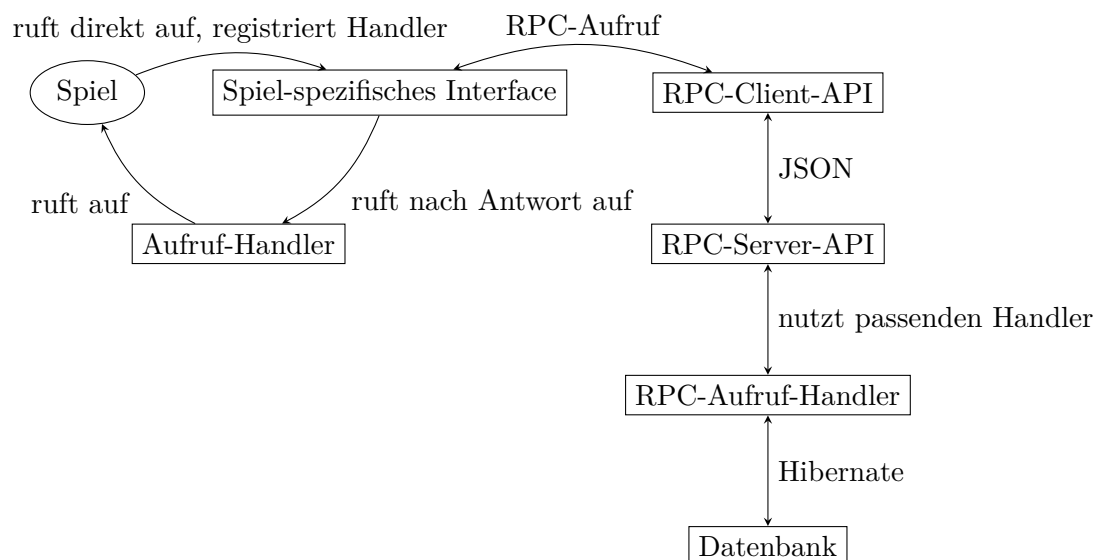 ruft direkt auf, registriert Handler
RPC-Aufruf
Spiel
Spiel-spezifisches Interface
RPC-Client-API
JSON
ruft auf
ruft nach Antwort auf
Aufruf-Handler
RPC-Server-API
nutzt passenden Handler
RPC-Aufruf-Handler
Hibernate
Datenbank